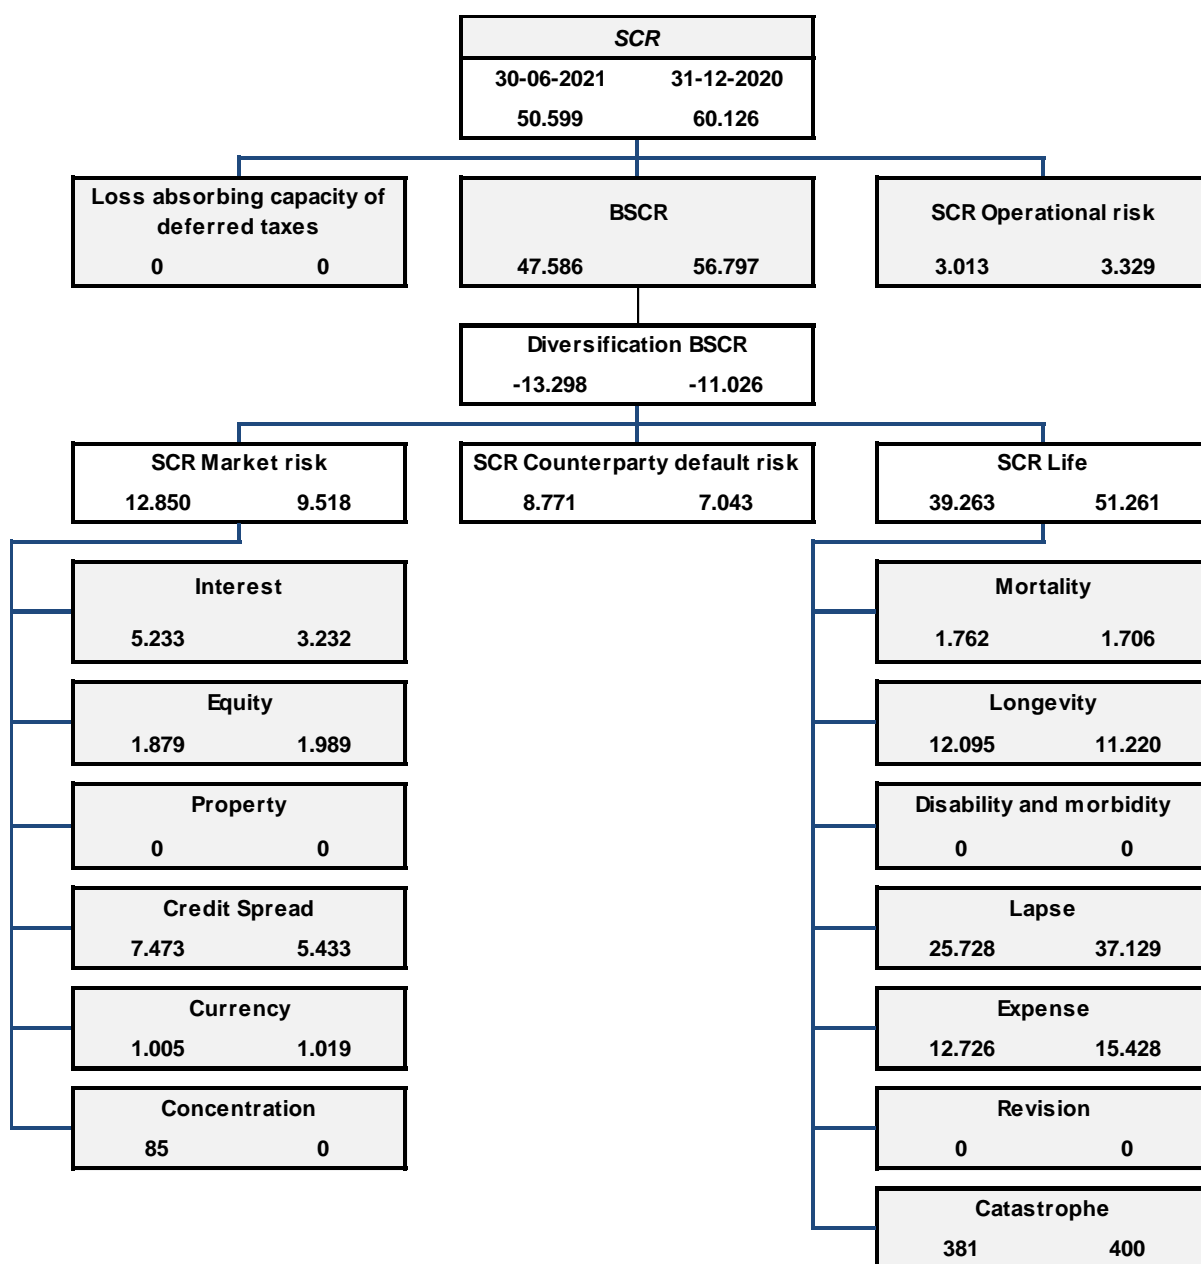 SCR
30-06-2021 31-12-2020
50.599 60.126
Loss absorbing capacity of
deferred taxes
0 0
BSCR
47.586 56.797
SCR Operational risk
3.013 3.329
Diversification BSCR
-13.298 -11.026
SCR Market risk
12.850 9.518
SCR Counterparty default risk
8.771 7.043
SCR Life
39.263 51.261
Interest
5.233 3.232
Equity
1.879 1.989
Property
0 0
Credit Spread
7.473 5.433
Currency
1.005 1.019
Concentration
85 0
Mortality
1.762 1.706
Longevity
12.095 11.220
Disability and morbidity
0 0
Lapse
25.728 37.129
Expense
12.726 15.428
Revision
0 0
Catastrophe
381 400